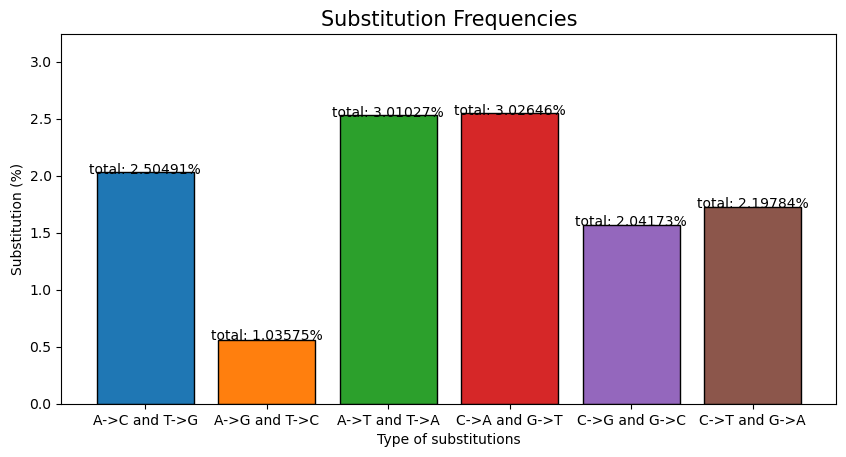 Substitution Frequencies
3.0
2.5
2.0
1.5
1.0
0.5
0.0
Substitution (%)
total: 2.50491%
total: 1.03575%
total: 3.01027%
total: 3.02646%
total: 2.04173%
total: 2.19784%
A->C and T->G
A->G and T->C
A->T and T->A
C->A and G->T
C->G and G->C
C->T and G->A
Type of substitutions